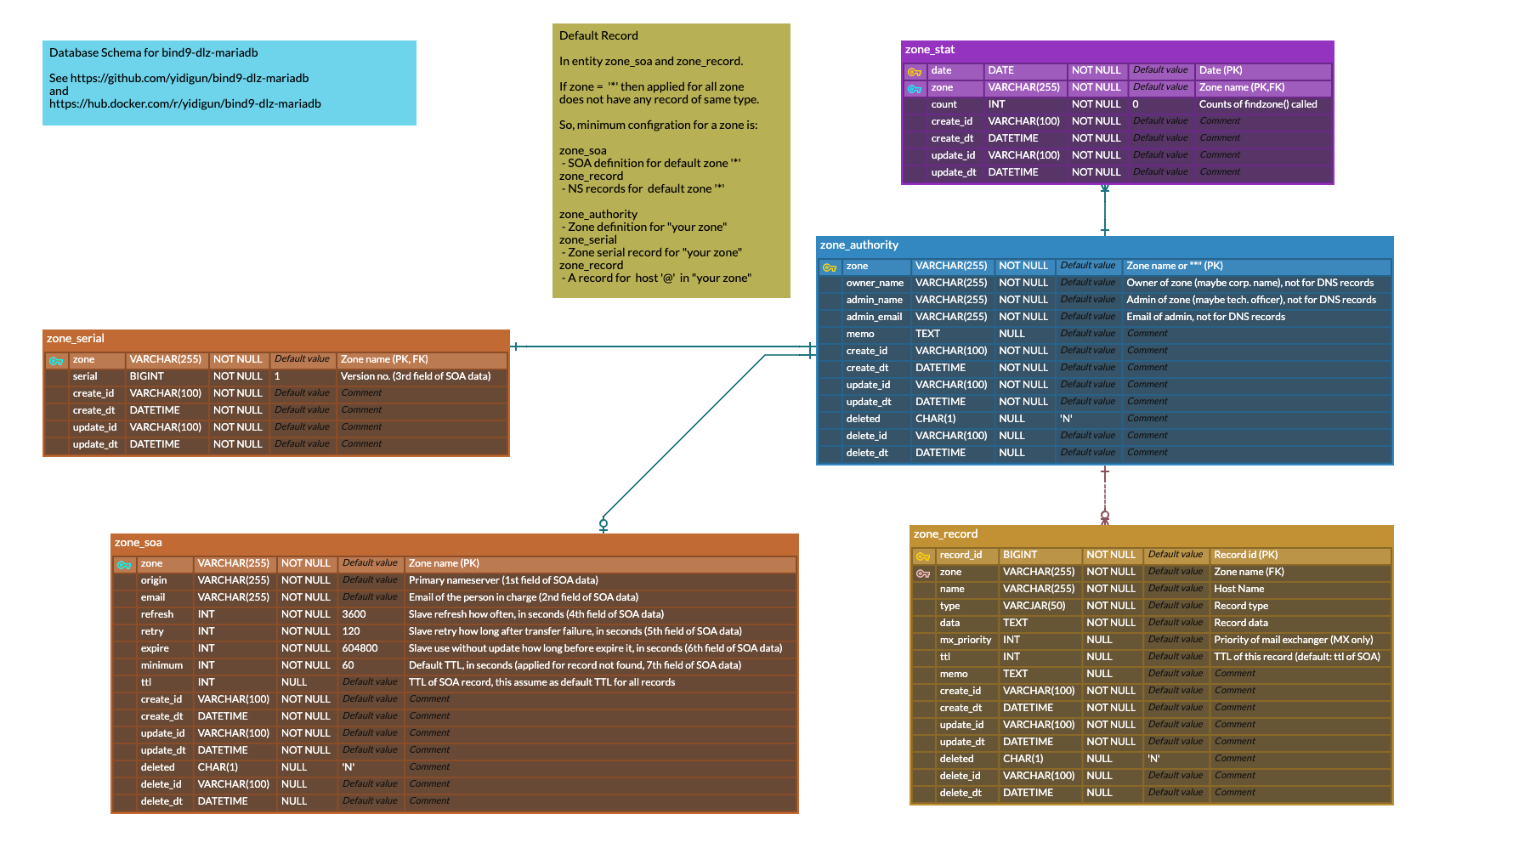 Database Schema for bind9-dlz-mariadb
See https://github.com/yidigun/bind9-dlz-mariadb
and
https://hub.docker.com/r/yidigun/bind9-dlz-mariadb
Default Record
In entity zone_soa and zone_record.
If zone = '*' then applied for all zone
does not have any record of same type.
So, minimum configration for a zone is:
zone_soa
- SOA definition for default zone '*'
zone_record
- NS records for default zone '*'
zone_authority
- Zone definition for "your zone"
zone_serial
- Zone serial record for "your zone"
zone_record
- A record for host '@' in "your zone"
zone_stat
date DATE NOT NULL Default value Date (PK)
zone VARCHAR(255) NOT NULL Default value Zone name (PK,FK)
count INT NOT NULL 0 Counts of findzone() called
create_id VARCHAR(100) NOT NULL Default value Comment
create_dt DATETIME NOT NULL Default value Comment
update_id VARCHAR(100) NOT NULL Default value Comment
update_dt DATETIME NOT NULL Default value Comment
zone_authority
zone VARCHAR(255) NOT NULL Default value Zone name or "*" (PK)
owner_name VARCHAR(255) NOT NULL Default value Owner of zone (maybe corp. name), not for DNS records
admin_name VARCHAR(255) NOT NULL Default value Admin of zone (maybe tech. officer), not for DNS records
admin_email VARCHAR(255) NOT NULL Default value Email of admin, not for DNS records
memo TEXT NULL Default value Comment
create_id VARCHAR(100) NOT NULL Default value Comment
create_dt DATETIME NOT NULL Default value Comment
update_id VARCHAR(100) NOT NULL Default value Comment
update_dt DATETIME NOT NULL Default value Comment
deleted CHAR(1) NULL 'N' Comment
delete_id VARCHAR(100) NULL Default value Comment
delete_dt DATETIME NULL Default value Comment
zone_serial
zone VARCHAR(255) NOT NULL Default value Zone name (PK, FK)
serial BIGINT NOT NULL 1 Version no. (3rd field of SOA data)
create_id VARCHAR(100) NOT NULL Default value Comment
create_dt DATETIME NOT NULL Default value Comment
update_id VARCHAR(100) NOT NULL Default value Comment
update_dt DATETIME NOT NULL Default value Comment
zone_soa
zone VARCHAR(255) NOT NULL Default value Zone name (PK)
origin VARCHAR(255) NOT NULL Default value Primary nameserver (1st field of SOA data)
email VARCHAR(255) NOT NULL Default value Email of the person in charge (2nd field of SOA data)
refresh INT NOT NULL 3600 Slave refresh how often, in seconds (4th field of SOA data)
retry INT NOT NULL 120 Slave retry how long after transfer failure, in seconds (5th field of SOA data)
expire INT NOT NULL 604800 Slave use without update how long before expire it, in seconds (6th field of SOA data)
minimum INT NOT NULL 60 Default TTL, in seconds (applied for record not found, 7th field of SOA data)
ttl INT NULL Default value TTL of SOA record, this assume as default TTL for all records
create_id VARCHAR(100) NOT NULL Default value Comment
create_dt DATETIME NOT NULL Default value Comment
update_id VARCHAR(100) NOT NULL Default value Comment
update_dt DATETIME NOT NULL Default value Comment
deleted CHAR(1) NULL 'N' Comment
delete_id VARCHAR(100) NULL Default value Comment
delete_dt DATETIME NULL Default value Comment
zone_record
record_id BIGINT NOT NULL Default value Record id (PK)
zone VARCHAR(255) NOT NULL Default value Zone name (FK)
name VARCHAR(255) NOT NULL Default value Host Name
type VARCJAR(50) NOT NULL Default value Record type
data TEXT NOT NULL Default value Record data
mx_priority INT NULL Default value Priority of mail exchanger (MX only)
ttl INT NULL Default value TTL of this record (default: ttl of SOA)
memo TEXT NULL Default value Comment
create_id VARCHAR(100) NOT NULL Default value Comment
create_dt DATETIME NOT NULL Default value Comment
update_id VARCHAR(100) NOT NULL Default value Comment
update_dt DATETIME NOT NULL Default value Comment
deleted CHAR(1) NULL 'N' Comment
delete_id VARCHAR(100) NULL Default value Comment
delete_dt DATETIME NULL Default value Comment